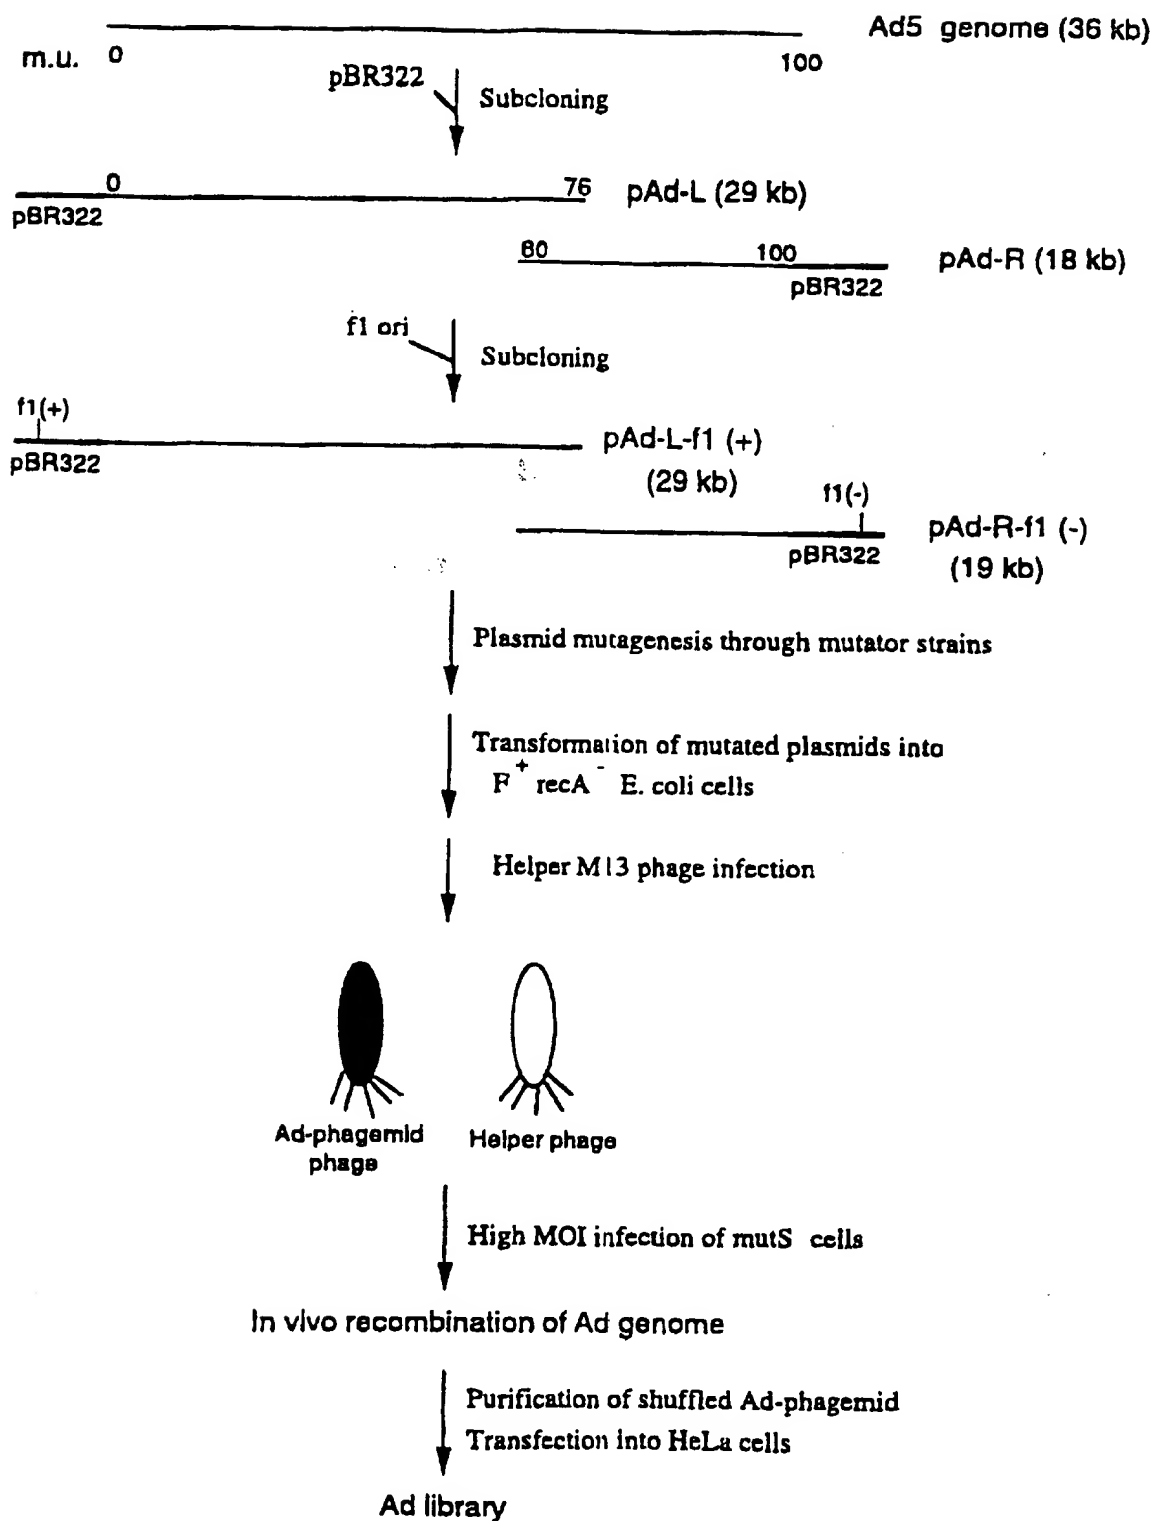 Ad5 genome (36 kb)
m.u. 0 100
pBR322 Subcloning
0 76 pAd-L (29 kb)
pBR322
80 100 pAd-R (18 kb)
pBR322
f1 ori Subcloning
f1(+)
pBR322
pAd-L-f1 (+)
(29 kb)
f1(-)
pBR322
pAd-R-f1 (-)
(19 kb)
Plasmid mutagenesis through mutator strains
Transformation of mutated plasmids into
F+ recA- E. coli cells
Helper M13 phage infection
Ad-phagemid
phage
Helper phage
High MOI infection of mutS cells
In vivo recombination of Ad genome
Purification of shuffled Ad-phagemid
Transfection into HeLa cells
Ad library